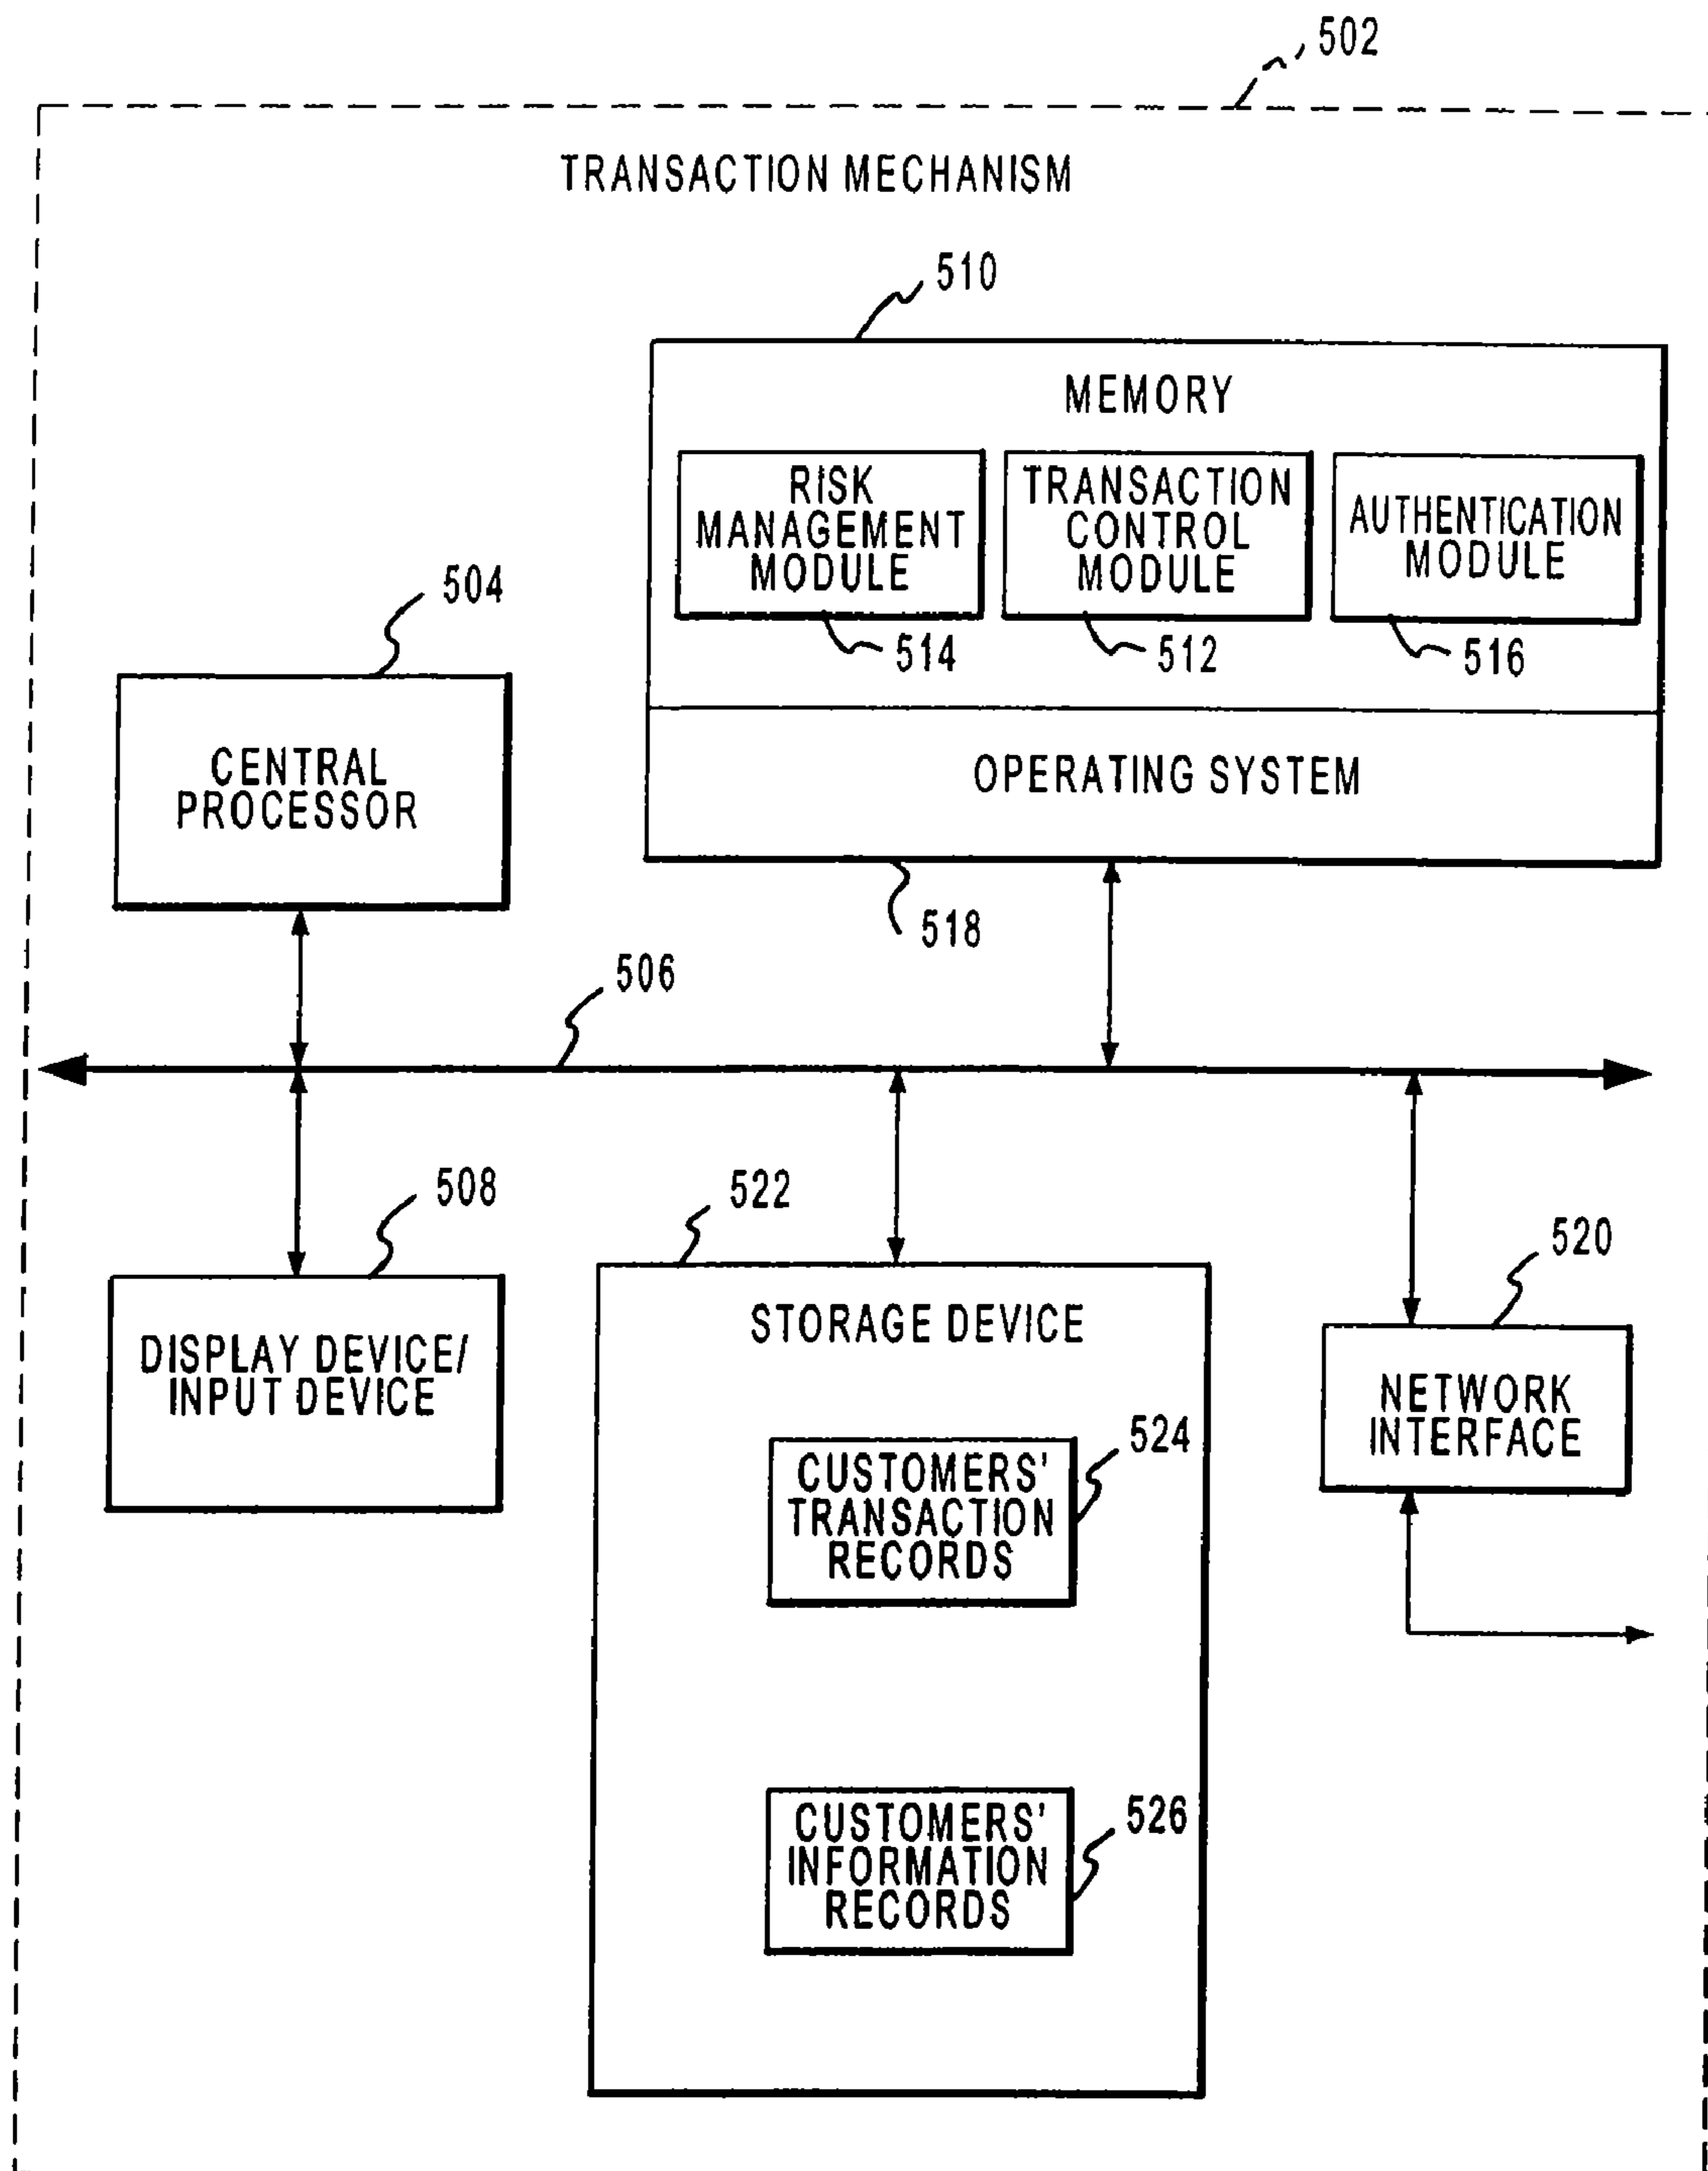 502
TRANSACTION MECHANISM
510
MEMORY
RISK
MANAGEMENT
MODULE
514
TRANSACTION
CONTROL
MODULE
512
AUTHENTICATION
MODULE
516
504
CENTRAL
PROCESSOR
OPERATING SYSTEM
518
506
508
DISPLAY DEVICE/
INPUT DEVICE
522
STORAGE DEVICE
524
CUSTOMERS'
TRANSACTION
RECORDS
526
CUSTOMERS'
INFORMATION
RECORDS
520
NETWORK
INTERFACE